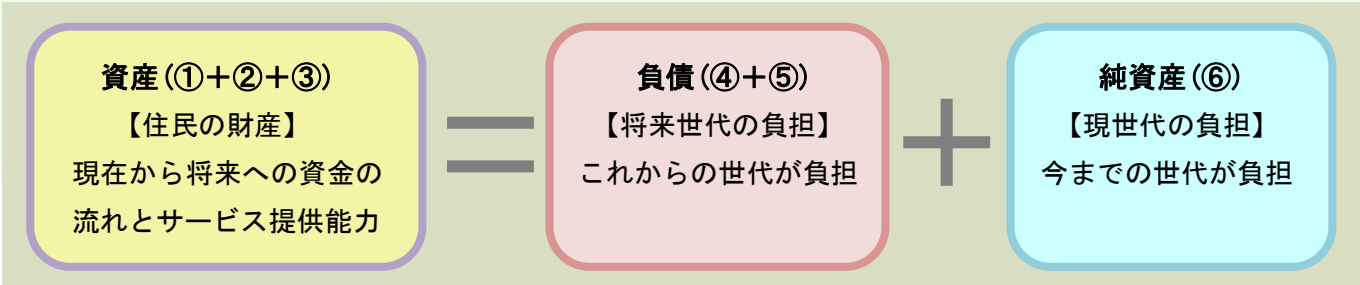 資産(①+②+③)
【住民の財産】
現在から将来への資金の
流れとサービス提供能力
=
負債(④+⑤)
【将来世代の負担】
これからの世代が負担
+
純資産(⑥)
【現世代の負担】
今までの世代が負担